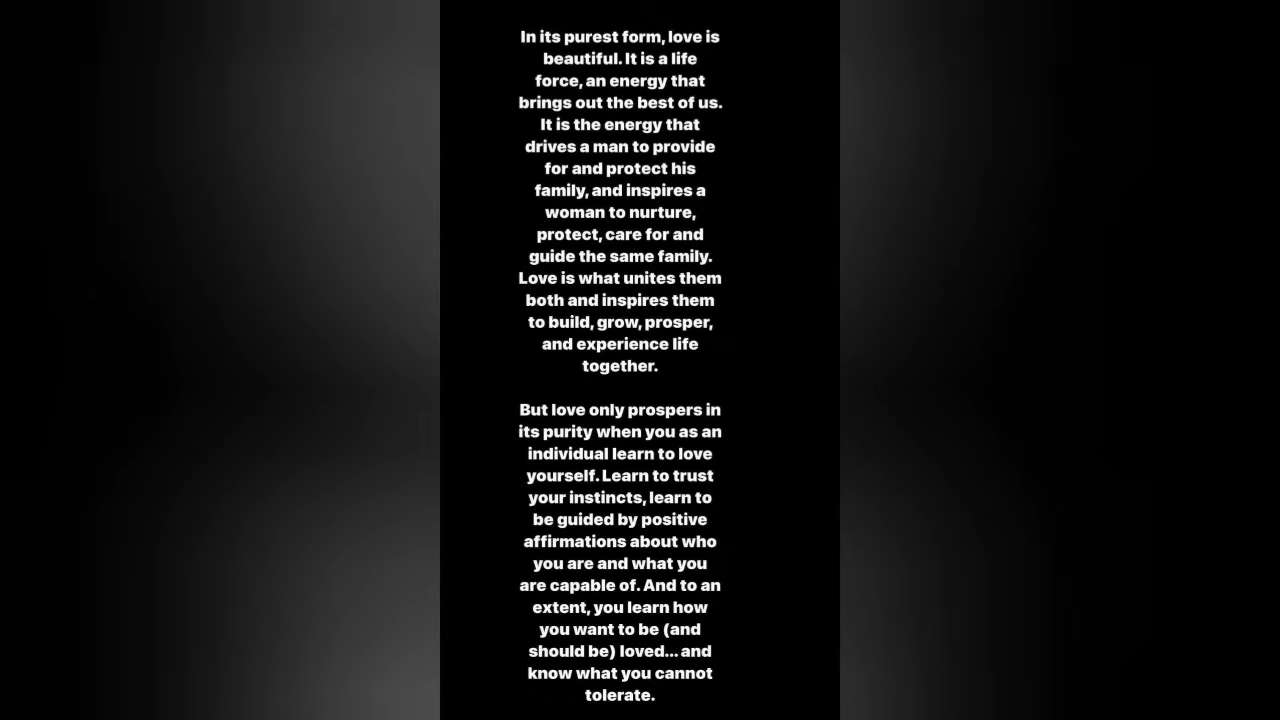 In its purest form, love is
beautiful. It is a life
force, an energy that
brings out the best of us.
It is the energy that
drives a man to provide
for and protect his
family, and inspires a
woman to nurture,
protect, care for and
guide the same family.
Love is what unites them
both and inspires them
to build, grow, prosper,
and experience life
together.
But love only prospers in
its purity when you as an
individual learn to love
yourself. Learn to trust
your instincts, learn to
be guided by positive
affirmations about who
you are and what you
are capable of. And to an
extent, you learn how
you want to be (and
should be) loved... and
know what you cannot
tolerate.